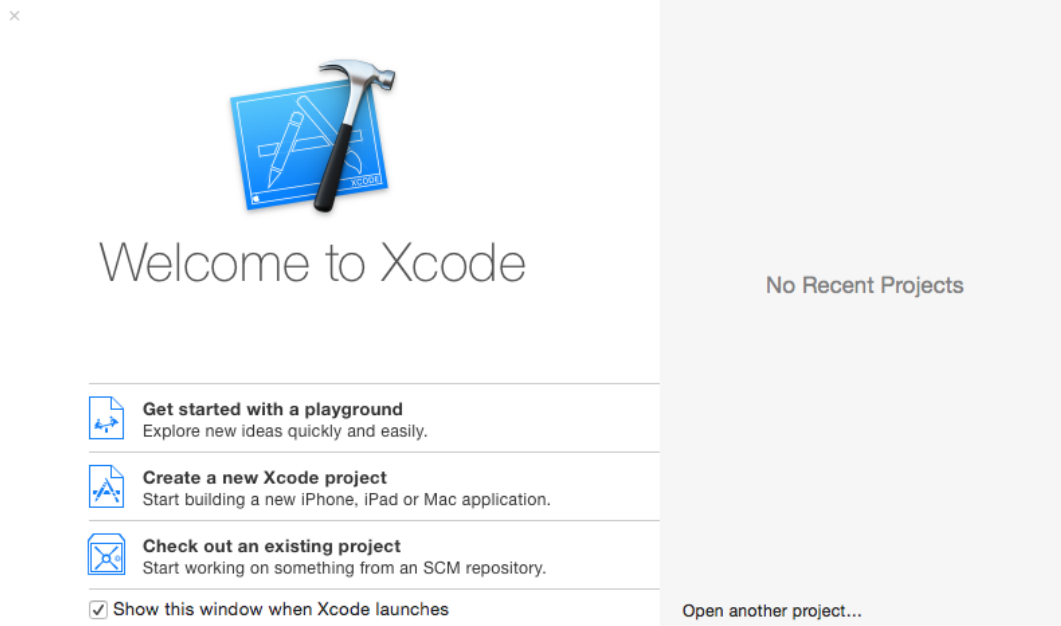 XCODE
Welcome to Xcode
No Recent Projects
Get started with a playground
Explore new ideas quickly and easily.
Create a new Xcode project
Start building a new iPhone, iPad or Mac application.
Check out an existing project
Start working on something from an SCM repository.
Show this window when Xcode launches
Open another project...